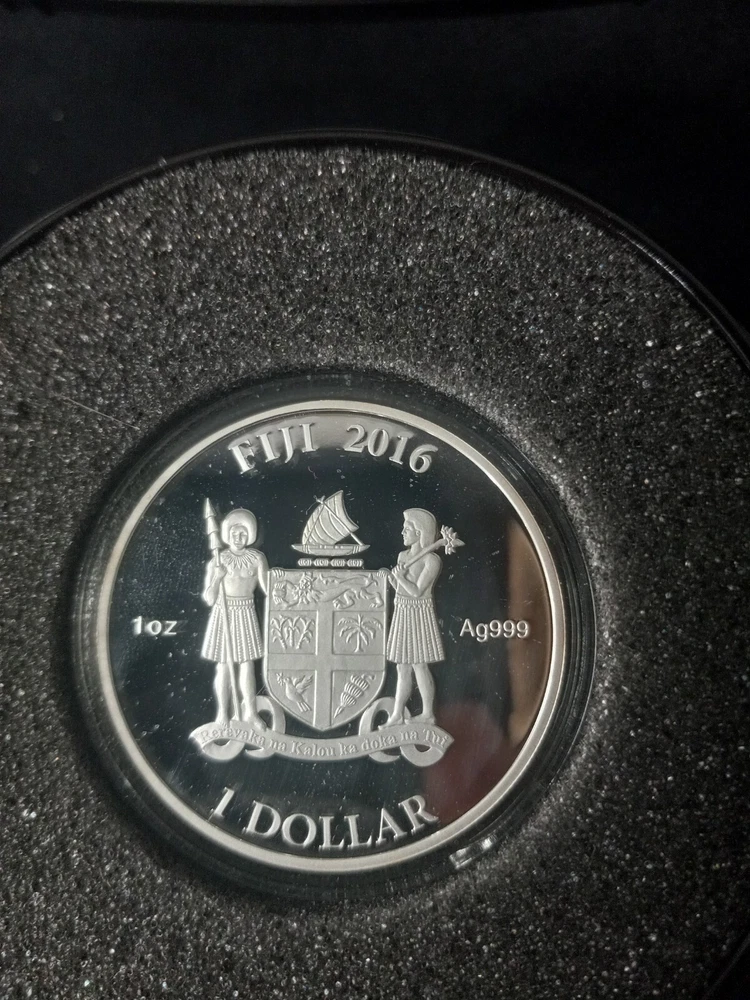 FIJI 2016
1oz
Ag999
Rerevaka na Kalou ka doka na Tui
1 DOLLAR